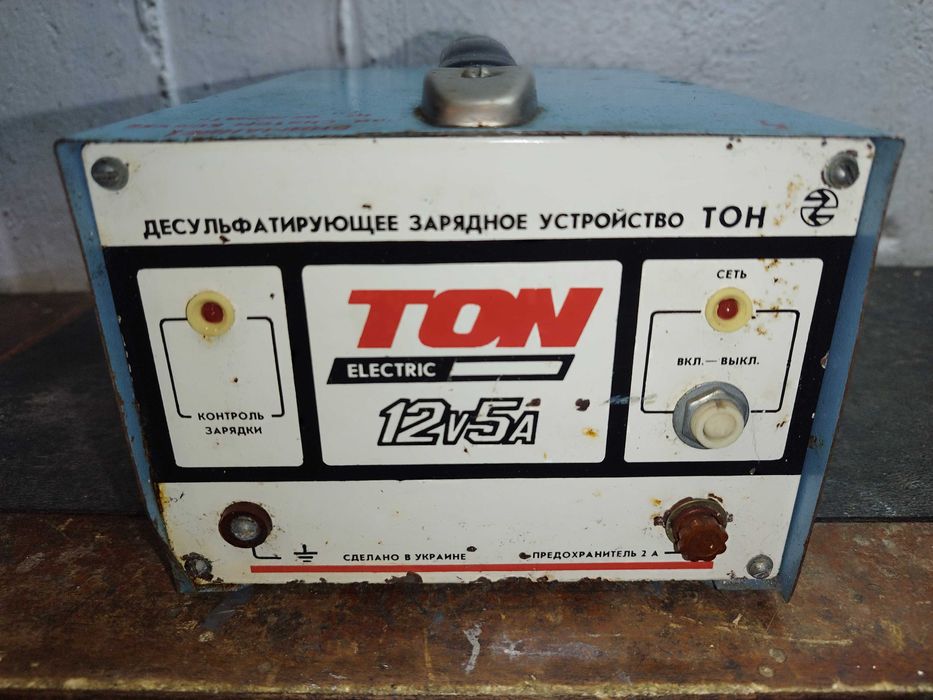 ДЕСУЛЬФАТИРУЮЩЕЕ ЗАРЯДНОЕ УСТРОЙСТВО ТОН
КОНТРОЛЬ
ЗАРЯДКИ
TON
ELECTRIC
12V5A
СЕТЬ
ВКЛ.—ВЫКЛ.
СДЕЛАНО В УКРАИНЕ
ПРЕДОХРАНИТЕЛЬ 2 А